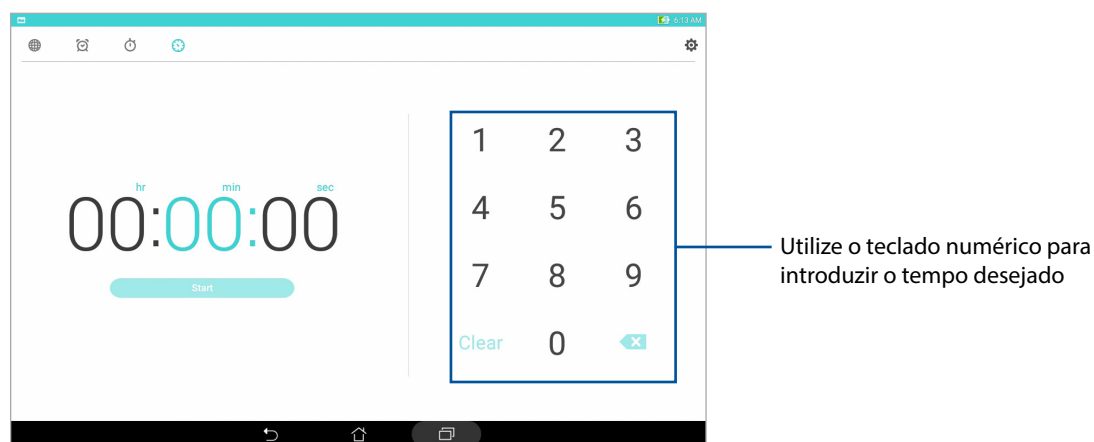 6:13 AM
hr min sec
00:00:00
Start
1 2 3
4 5 6
7 8 9
Clear 0
Utilize o teclado numérico para
introduzir o tempo desejado